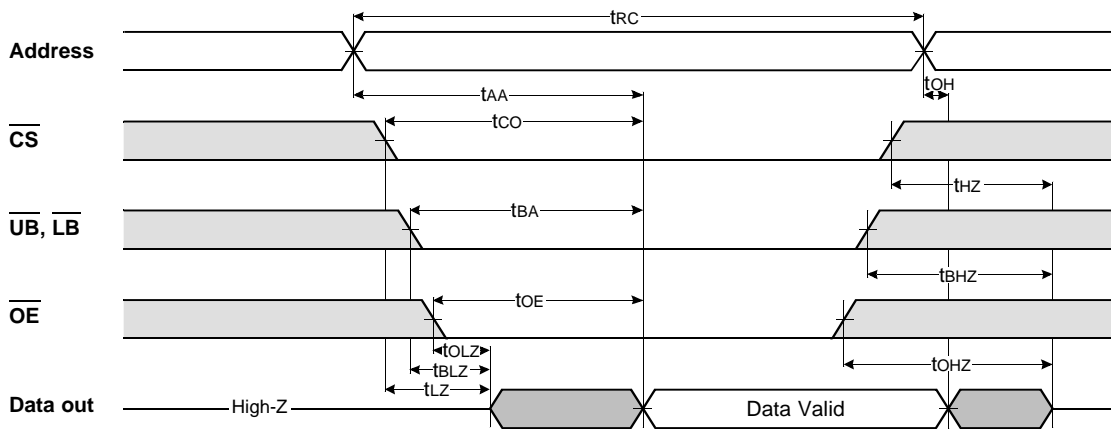 tRC
Address
tOH
tAA
tCO
CS
tHZ
tBA
UB, LB
tBHZ
tOE
OE
tOLZ
tOHZ
tBLZ
tLZ
Data out
High-Z
Data Valid